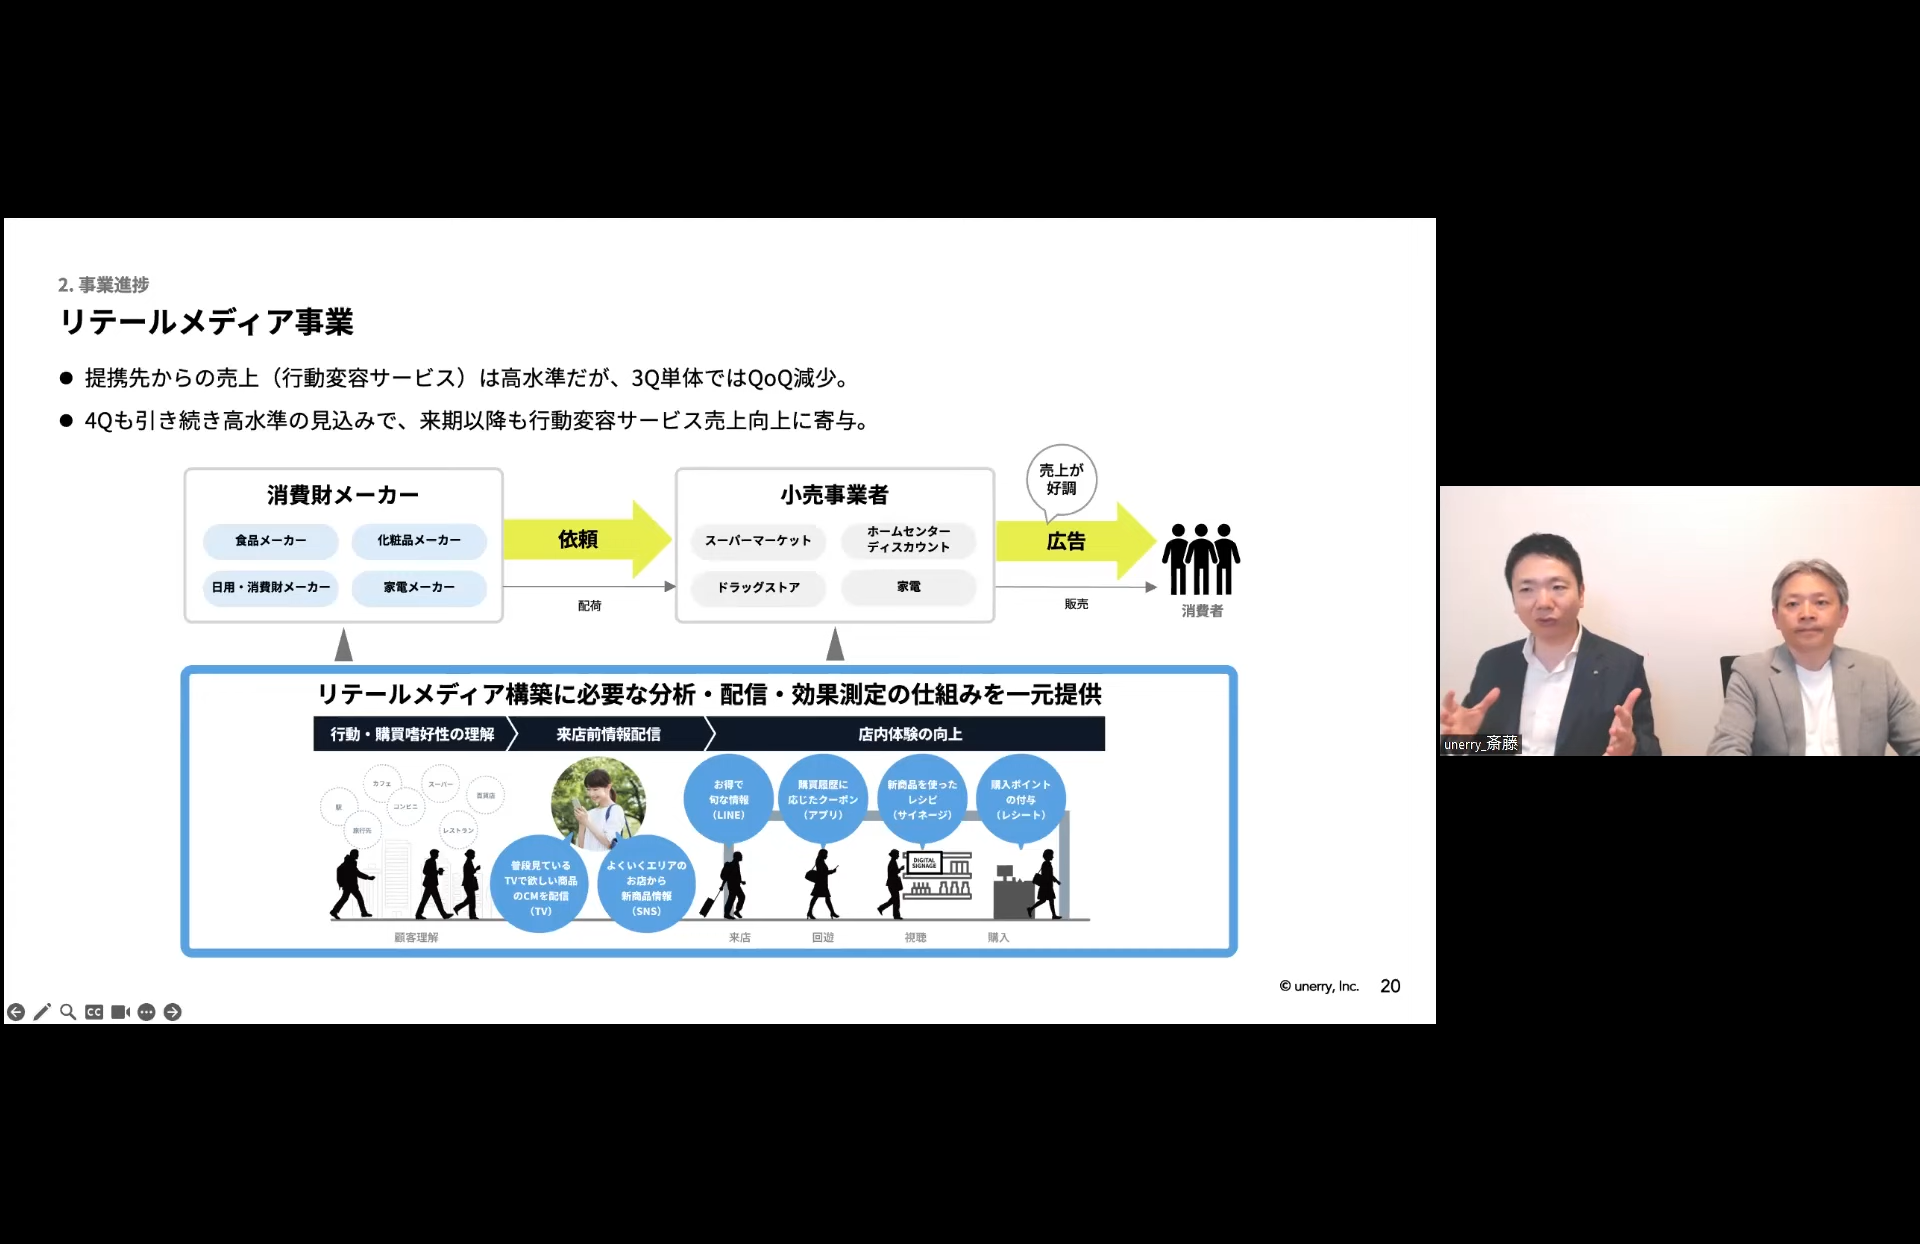 2. 事業進捗
リテールメディア事業
● 提携先からの売上（行動変容サービス）は高水準だが、3Q単体ではQoQ減少。
● 4Qも引き続き高水準の見込みで、来期以降も行動変容サービス売上向上に寄与。
消費財メーカー
食品メーカー
化粧品メーカー
日用・消費財メーカー
家電メーカー
依頼
配荷
小売事業者
スーパーマーケット
ホームセンター
ディスカウント
ドラッグストア
家電
売上が
好調
広告
販売
消費者
リテールメディア構築に必要な分析・配信・効果測定の仕組みを一元提供
行動・購買嗜好性の理解
来店前情報配信
店内体験の向上
駅
カフェ
コンビニ
スーパー
百貨店
旅行先
レストラン
普段見ている
TVで欲しい商品
のCMを配信
（TV）
よくいくエリアの
お店から
新商品情報
（SNS）
お得で
旬な情報
（LINE）
購買履歴に
応じたクーポン
（アプリ）
新商品を使った
レシピ
（サイネージ）
購入ポイント
の付与
（レシート）
DIGITAL
SIGNAGE
顧客理解
来店
回遊
視聴
購入
© unerry, Inc.
20
CC
unerry_斎藤